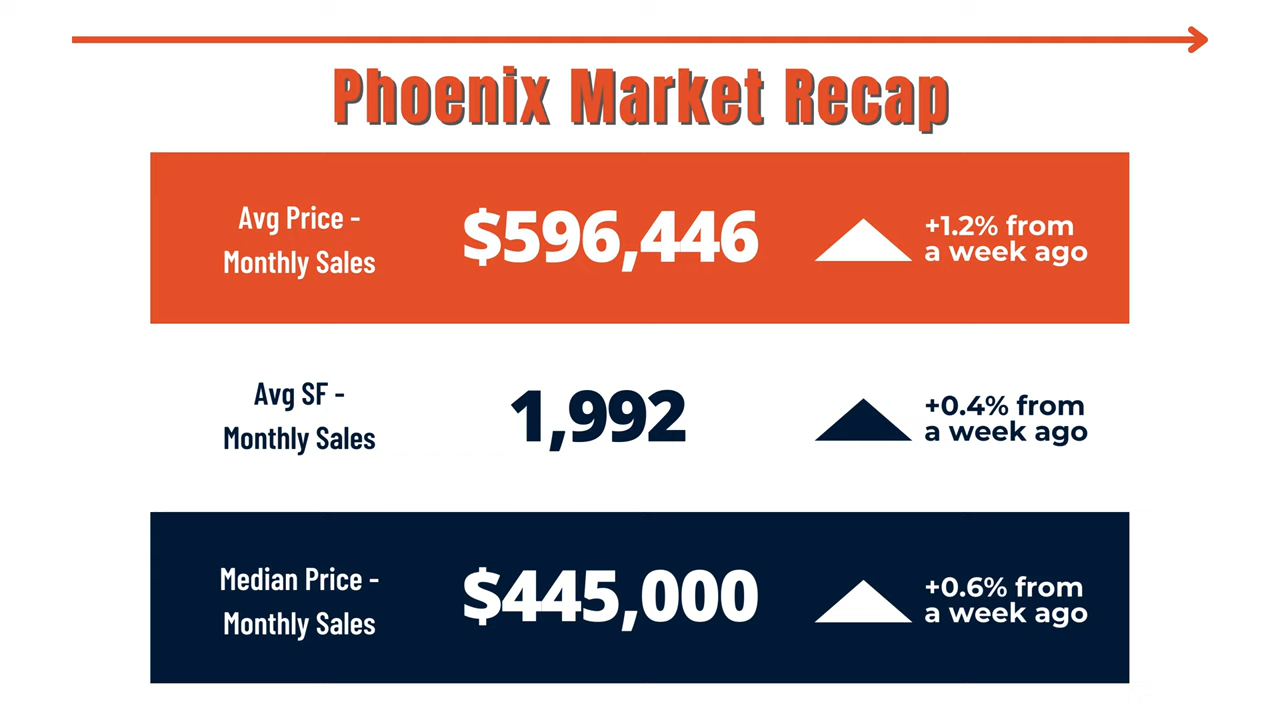 Phoenix Market Recap
Avg Price -
Monthly Sales
$596,446
+1.2% from
a week ago
Avg SF -
Monthly Sales
1,992
+0.4% from
a week ago
Median Price -
Monthly Sales
$445,000
+0.6% from
a week ago